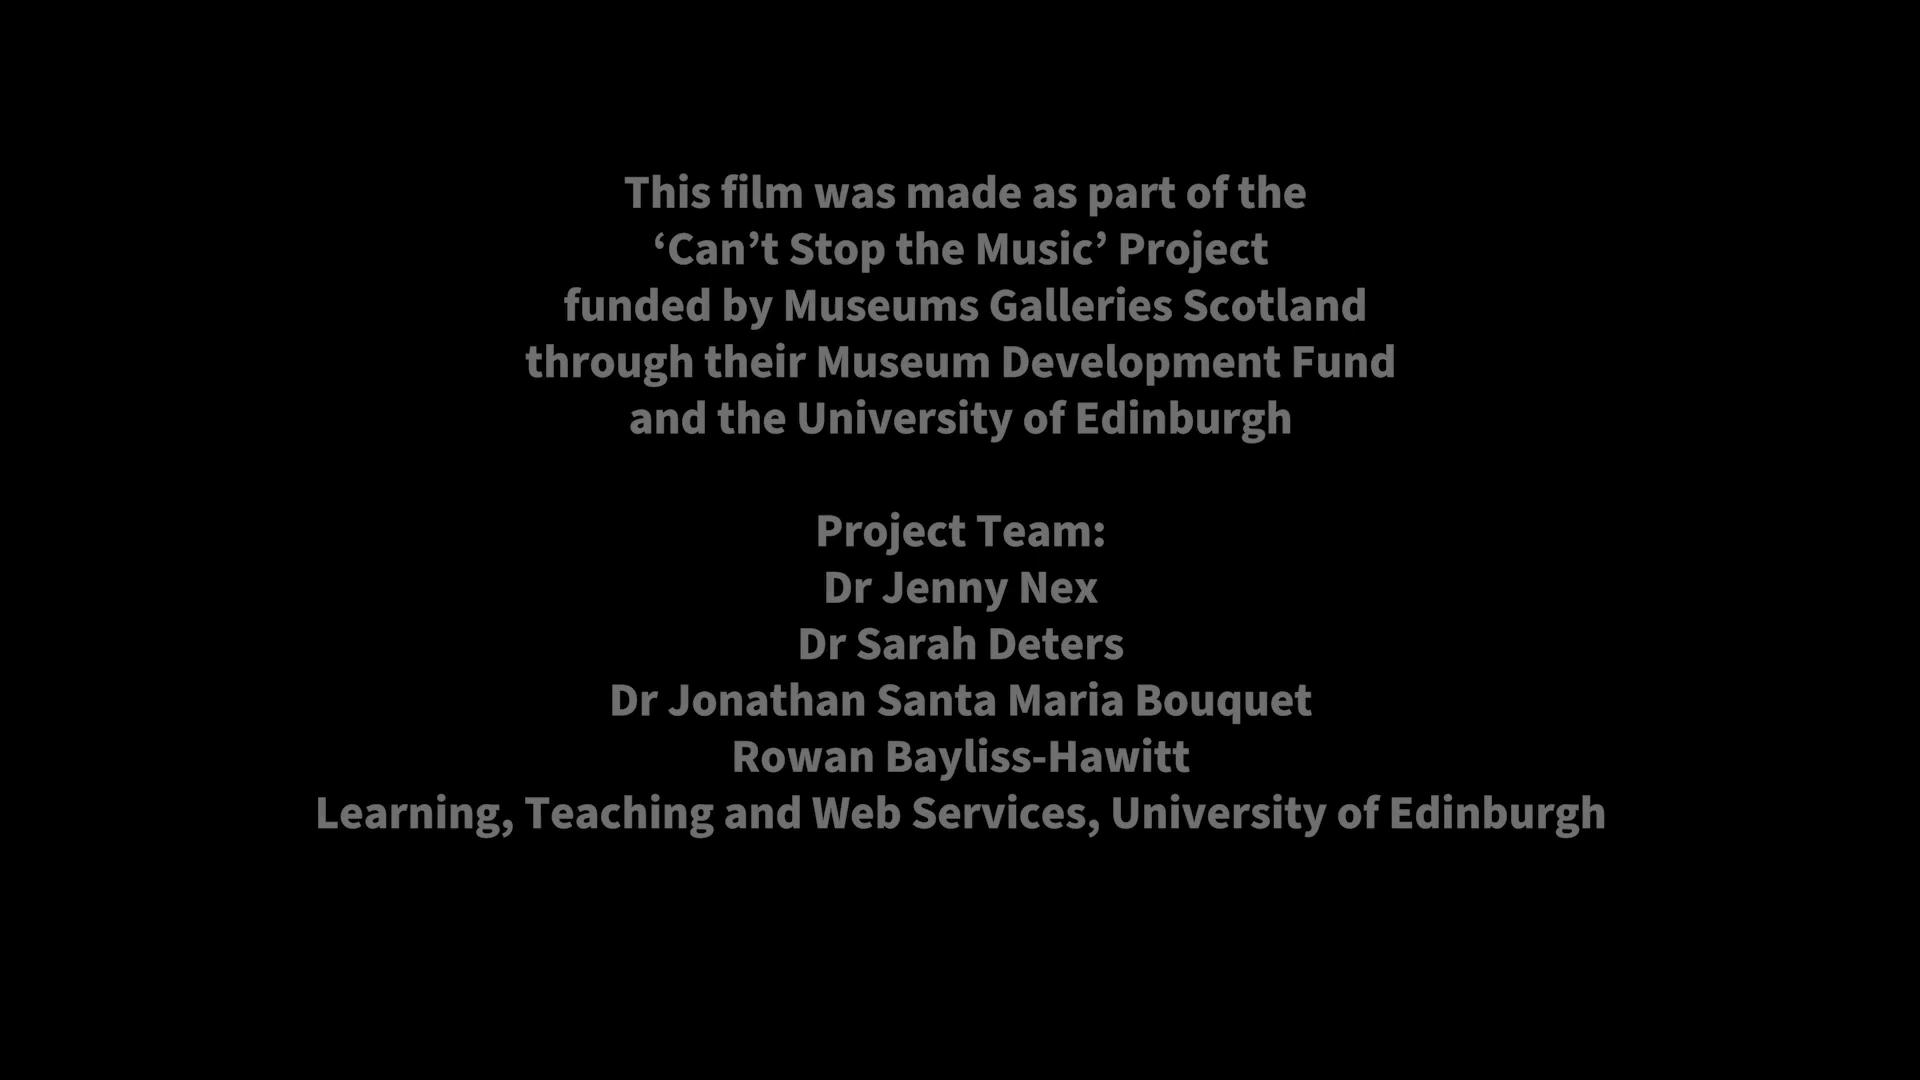 This film was made as part of the
‘Can’t Stop the Music’ Project
funded by Museums Galleries Scotland
through their Museum Development Fund
and the University of Edinburgh
Project Team:
Dr Jenny Nex
Dr Sarah Deters
Dr Jonathan Santa Maria Bouquet
Rowan Bayliss-Hawitt
Learning, Teaching and Web Services, University of Edinburgh